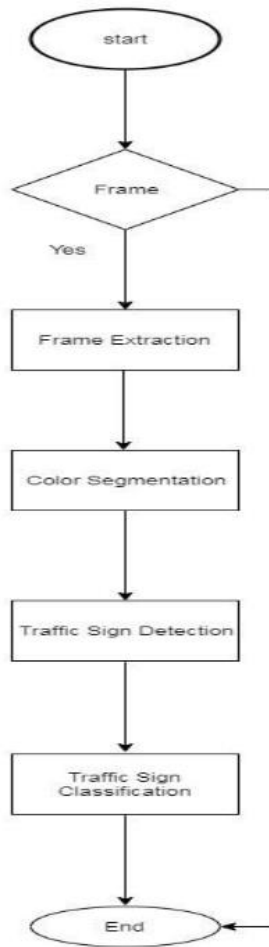 start
Frame
Yes
Frame Extraction
Color Segmentation
Traffic Sign Detection
Traffic Sign
Classification
End